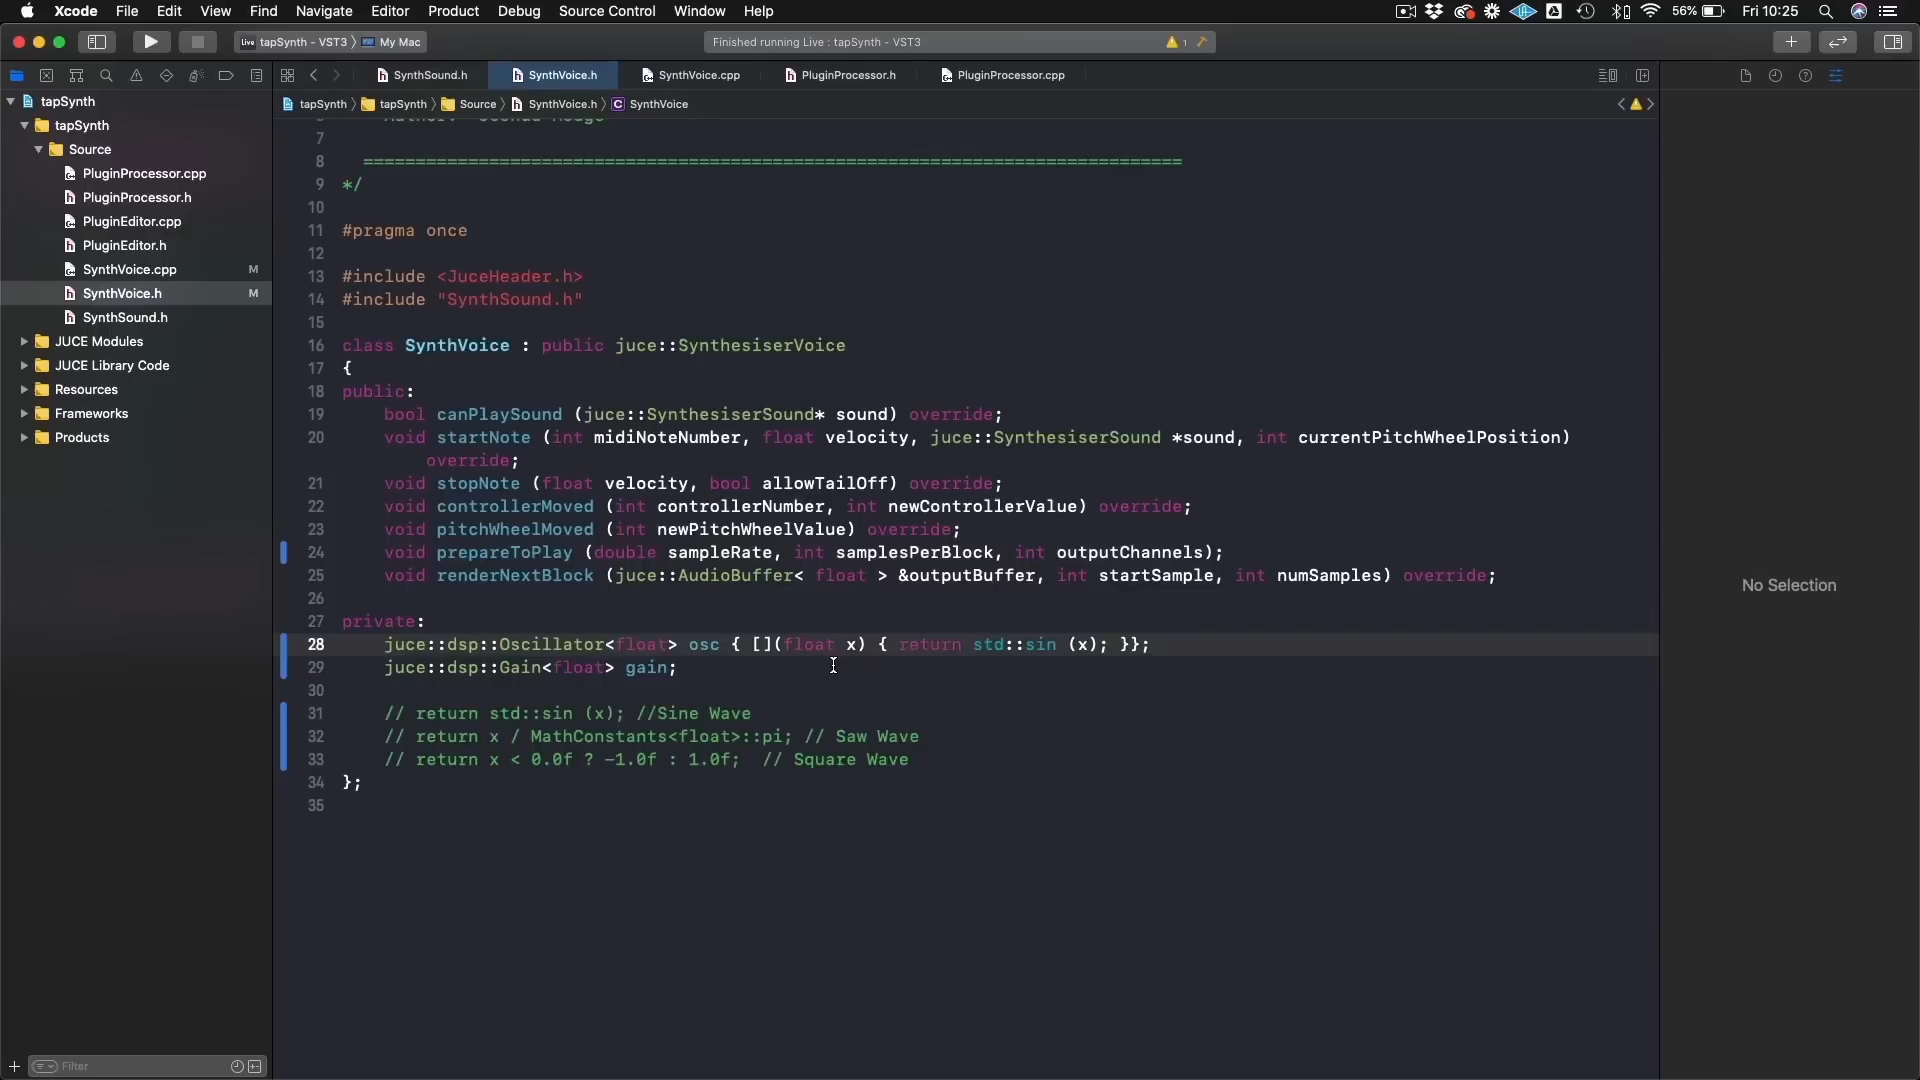 Xcode File Edit View Find Navigate Editor Product Debug Source Control Window Help
56% Fri 10:25
Live tapSynth - VST3 〉 My Mac
Finished running Live : tapSynth - VST3
1
SynthSound.h
SynthVoice.h
SynthVoice.cpp
PluginProcessor.h
PluginProcessor.cpp
tapSynth 〉 tapSynth 〉 Source 〉 SynthVoice.h 〉 C SynthVoice
tapSynth
tapSynth
Source
PluginProcessor.cpp
PluginProcessor.h
PluginEditor.cpp
PluginEditor.h
SynthVoice.cpp M
SynthVoice.h M
SynthSound.h
JUCE Modules
JUCE Library Code
Resources
Frameworks
Products
Filter
7
8 ==============================================================================
9 */
10
11 #pragma once
12
13 #include <JuceHeader.h>
14 #include "SynthSound.h"
15
16 class SynthVoice : public juce::SynthesiserVoice
17 {
18 public:
19 bool canPlaySound (juce::SynthesiserSound* sound) override;
20 void startNote (int midiNoteNumber, float velocity, juce::SynthesiserSound *sound, int currentPitchWheelPosition)
override;
21 void stopNote (float velocity, bool allowTailOff) override;
22 void controllerMoved (int controllerNumber, int newControllerValue) override;
23 void pitchWheelMoved (int newPitchWheelValue) override;
24 void prepareToPlay (double sampleRate, int samplesPerBlock, int outputChannels);
25 void renderNextBlock (juce::AudioBuffer< float > &outputBuffer, int startSample, int numSamples) override;
26
27 private:
28 juce::dsp::Oscillator<float> osc { [](float x) { return std::sin (x); }};
29 juce::dsp::Gain<float> gain;
30
31 // return std::sin (x); //Sine Wave
32 // return x / MathConstants<float>::pi; // Saw Wave
33 // return x < 0.0f ? -1.0f : 1.0f; // Square Wave
34 };
35
No Selection